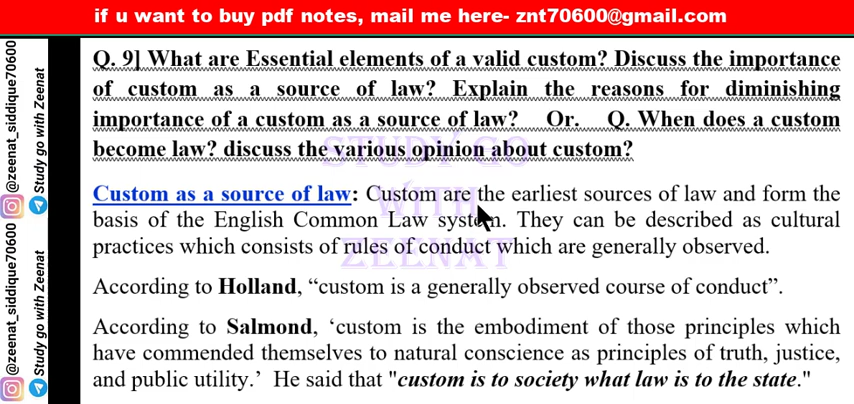 if u want to buy pdf notes, mail me here- znt70600@gmail.com
Q. 9] What are Essential elements of a valid custom? Discuss the importance
of custom as a source of law? Explain the reasons for diminishing
importance of a custom as a source of law? Or. Q. When does a custom
become law? discuss the various opinion about custom?
Custom as a source of law: Custom are the earliest sources of law and form the
basis of the English Common Law system. They can be described as cultural
practices which consists of rules of conduct which are generally observed.
According to Holland, “custom is a generally observed course of conduct”.
According to Salmond, ‘custom is the embodiment of those principles which
have commended themselves to natural conscience as principles of truth, justice,
and public utility.’ He said that "custom is to society what law is to the state."
STUDY GO
WITH
ZEENAT
@zeenat_siddique70600
Study go with Zeenat
@zeenat_siddique70600
Study go with Zeenat